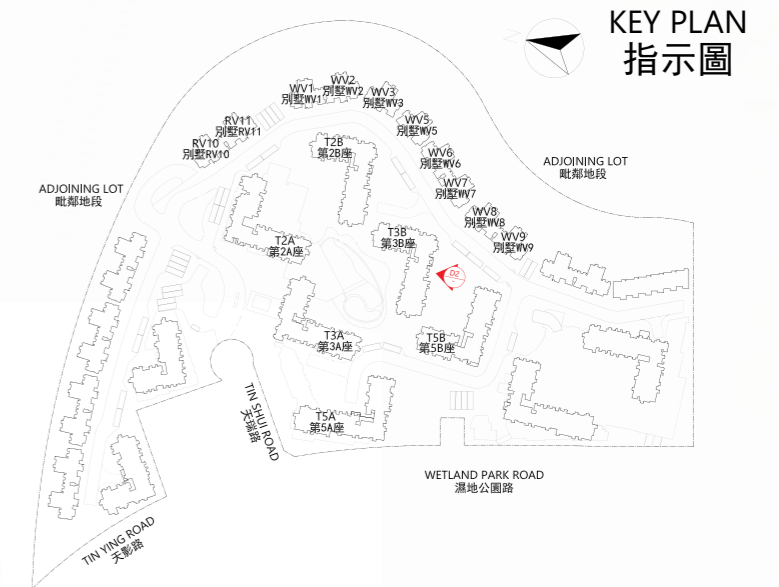 KEY PLAN
指示圖
WV1
別墅WV1
WV2
別墅WV2
WV3
別墅WV3
WV5
別墅WV5
RV11
別墅RV11
RV10
別墅RV10
T2B
第2B座
WV6
別墅WV6
ADJOINING LOT
毗鄰地段
WV7
別墅WV7
ADJOINING LOT
毗鄰地段
WV8
別墅WV8
T3B
第3B座
WV9
別墅WV9
T2A
第2A座
D2
T3A
第3A座
T5B
第5B座
TIN SHUI ROAD
天瑞路
T5A
第5A座
WETLAND PARK ROAD
濕地公園路
TIN YING ROAD
天影路